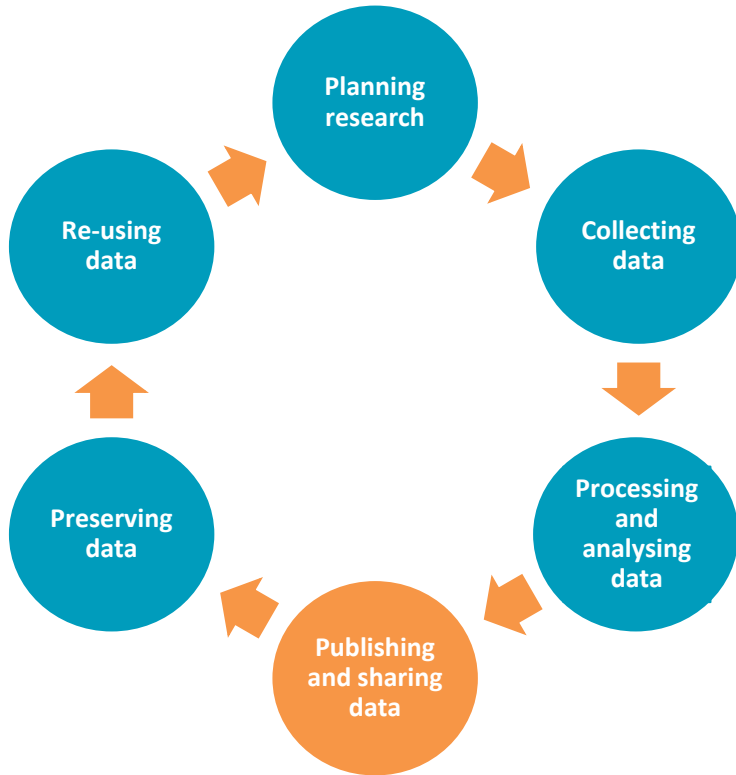 Planning
research
Collecting
data
Processing
and
analysing
data
Publishing
and sharing
data
Preserving
data
Re-using
data